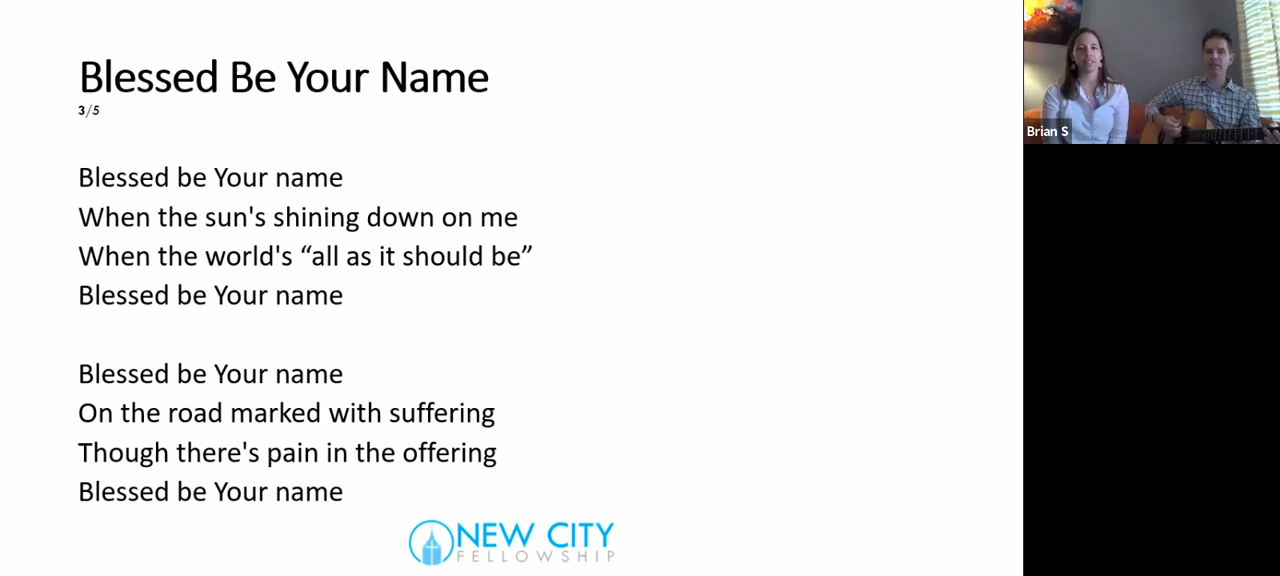 Blessed Be Your Name
3/5
Blessed be Your name
When the sun's shining down on me
When the world's “all as it should be”
Blessed be Your name
Blessed be Your name
On the road marked with suffering
Though there's pain in the offering
Blessed be Your name
NEW CITY
FELLOWSHIP
Brian S